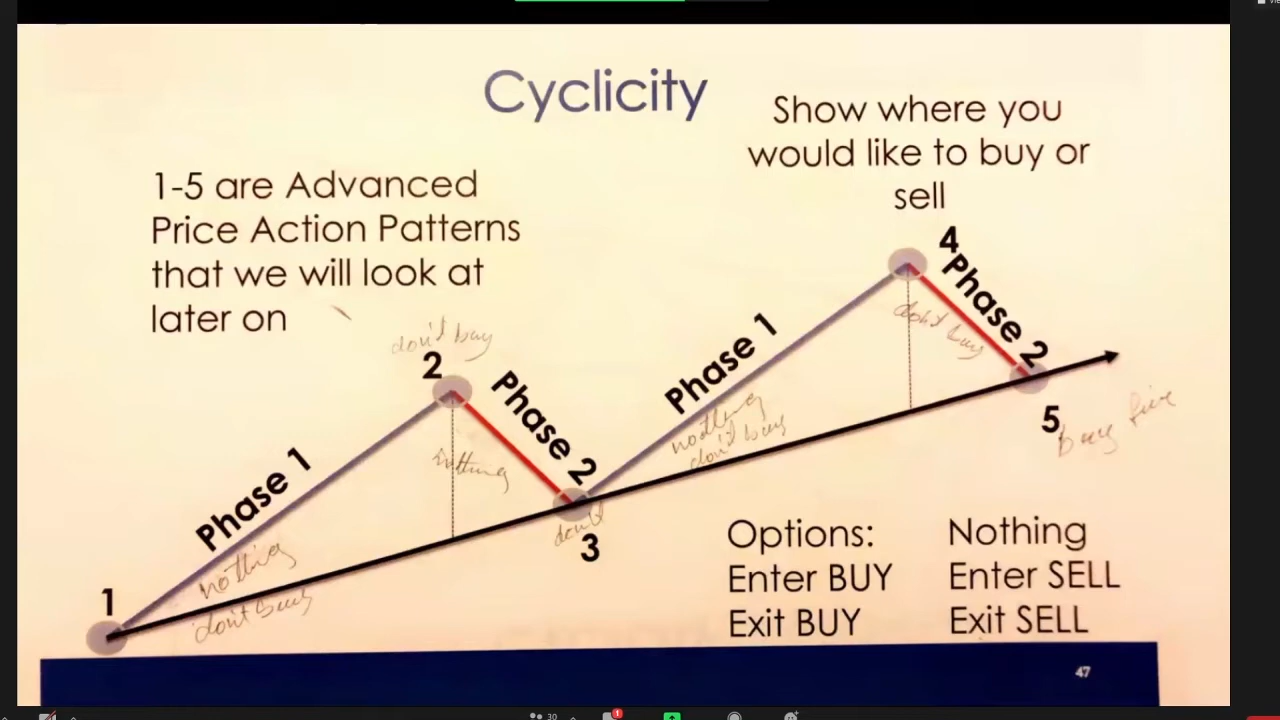 Cyclicity
Show where you
would like to buy or
sell
1-5 are Advanced
Price Action Patterns
that we will look at
later on
4
Phase 2
don't buy
don't buy
2
Phase 2
Phase 1
nothing
don't buy
5
buy
Phase 1
nothing
don't buy
3
1
Options:
Enter BUY
Exit BUY
Nothing
Enter SELL
Exit SELL
47
30
1